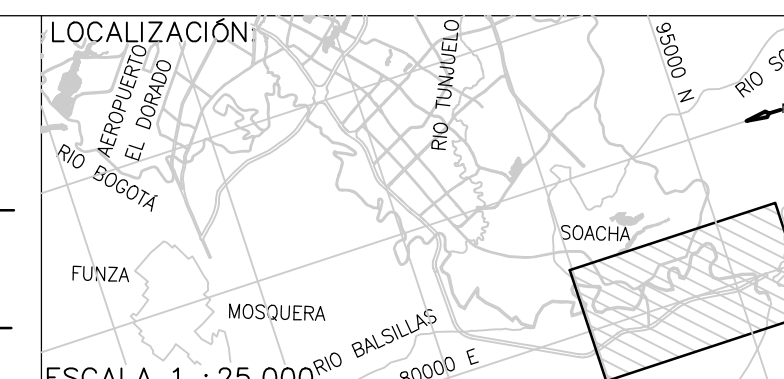 LOCALIZACIÓN:
AEROPUERTO
EL DORADO
RIO BOGOTÁ
RIO TUNJUELO
95000 N
SOACHA
FUNZA
MOSQUERA
RIO BALSILLAS
80000 E
ESCALA 1 : 25.000